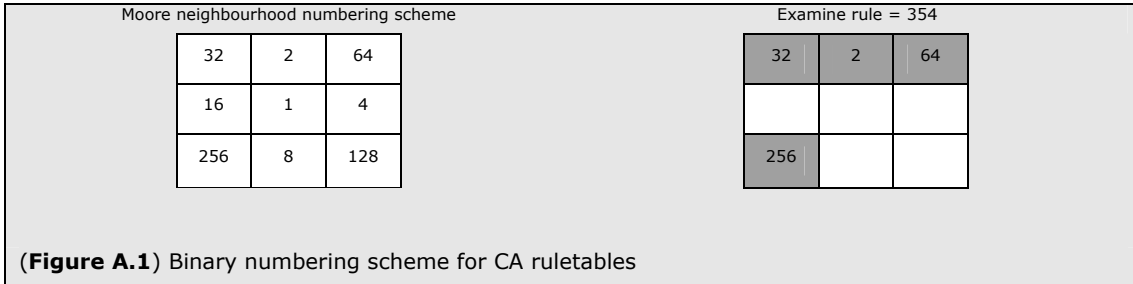 Moore neighbourhood numbering scheme Examine rule = 354
32 2 64 32 2 64
16 1 4
256 8 128 256
(Figure A.1) Binary numbering scheme for CA ruletables